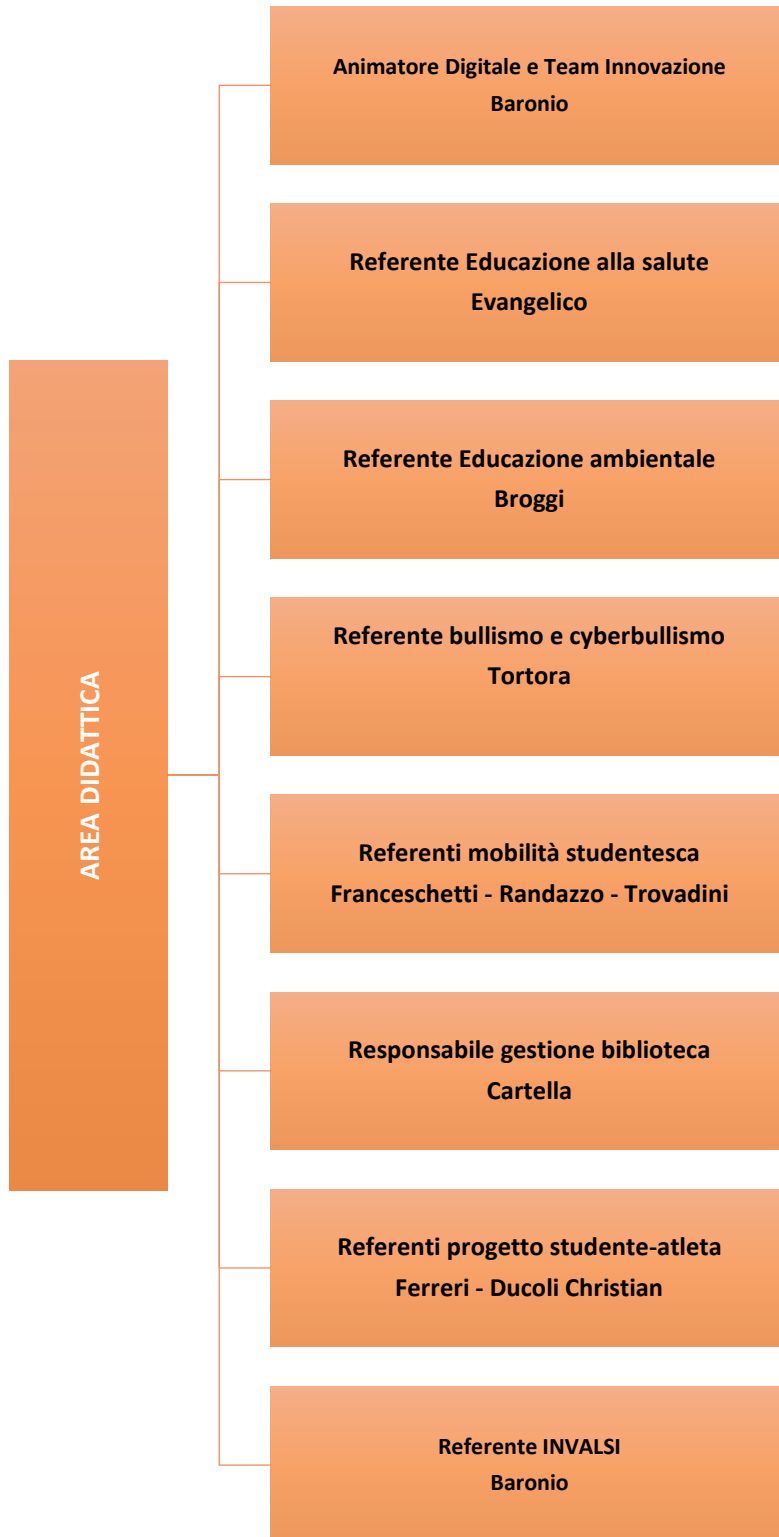 AREA DIDATTICA
Animatore Digitale e Team Innovazione
Baronio
Referente Educazione alla salute
Evangelico
Referente Educazione ambientale
Broggi
Referente bullismo e cyberbullismo
Tortora
Referenti mobilità studentesca
Franceschetti - Randazzo - Trovadini
Responsabile gestione biblioteca
Cartella
Referenti progetto studente-atleta
Ferreri - Ducoli Christian
Referente INVALSI
Baronio